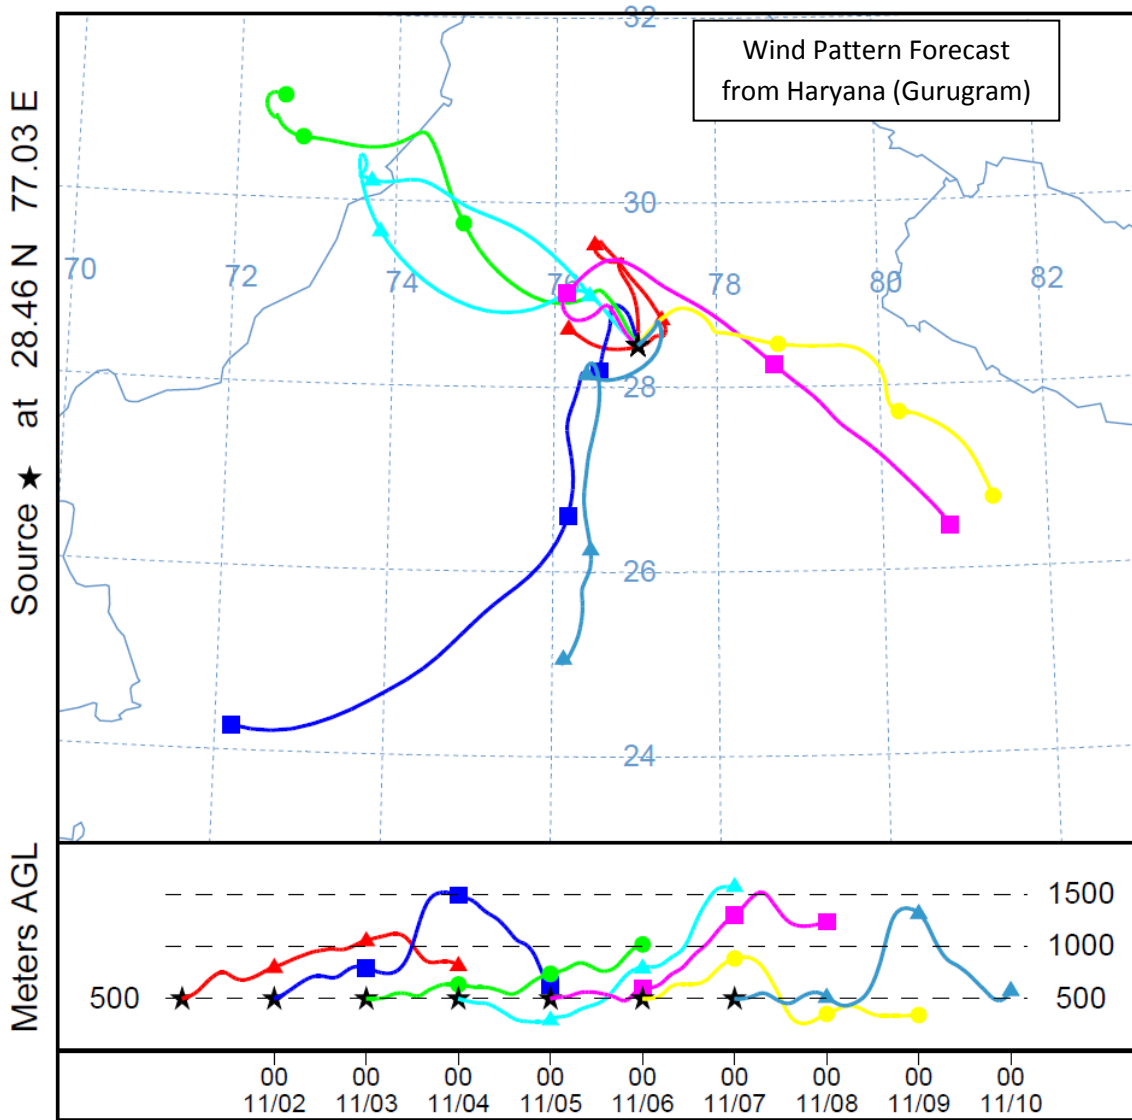 Wind Pattern Forecast
from Haryana (Gurugram)
Source ★ at 28.46 N 77.03 E
32
30
70
72
74
76
78
80
82
28
26
24
Meters AGL
1500
1000
500
500
00 00 00 00 00 00 00 00 00
11/02 11/03 11/04 11/05 11/06 11/07 11/08 11/09 11/10